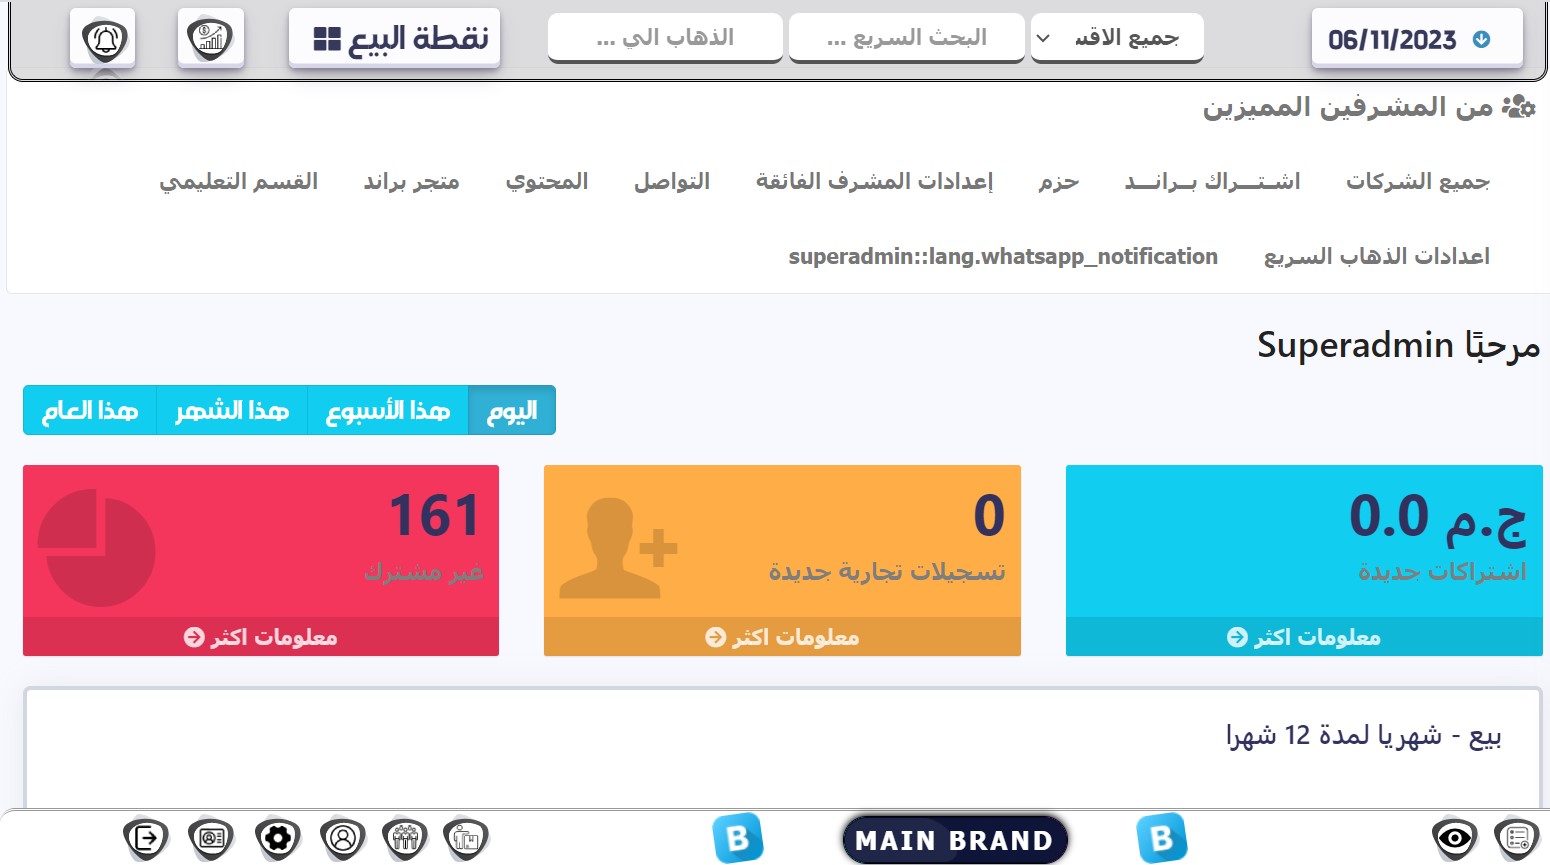 06/11/2023
جميع الاقس
البحث السريع ...
الذهاب الي ...
نقطة البيع
من المشرفين المميزين
جميع الشركات
اشـتـــراك بــرانـــد
حزم
إعدادات المشرف الفائقة
التواصل
المحتوي
متجر براند
القسم التعليمي
اعدادات الذهاب السريع
superadmin::lang.whatsapp_notification
مرحبًا Superadmin
اليوم
هذا الأسبوع
هذا الشهر
هذا العام
ج.م 0.0
اشتراكات جديدة
معلومات اكثر
0
تسجيلات تجارية جديدة
معلومات اكثر
161
غير مشترك
معلومات اكثر
بيع - شهريا لمدة 12 شهرا
B
MAIN BRAND
B